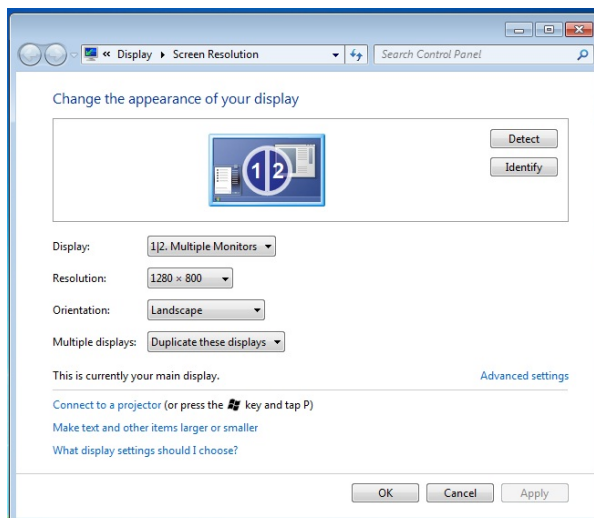 « Display ▸ Screen Resolution Search Control Panel
Change the appearance of your display
1 2
Detect
Identify
Display: 1|2. Multiple Monitors
Resolution: 1280 × 800
Orientation: Landscape
Multiple displays: Duplicate these displays
This is currently your main display. Advanced settings
Connect to a projector (or press the key and tap P)
Make text and other items larger or smaller
What display settings should I choose?
OK Cancel Apply